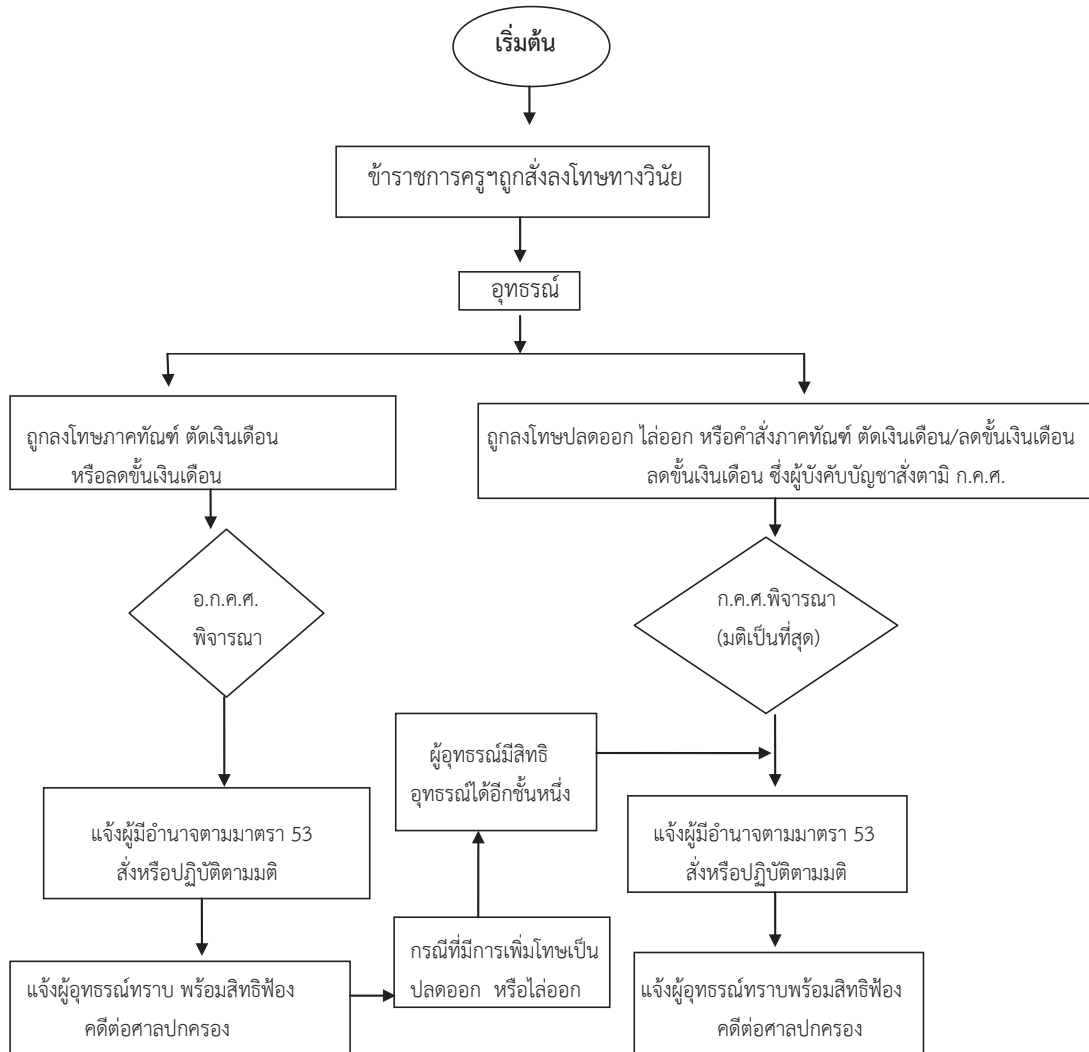 เริ่มต้น
ข้าราชการครูฯถูกสั่งลงโทษทางวินัย
อุทธรณ์
ถูกลงโทษภาคทัณฑ์ ตัดเงินเดือน
หรือลดขั้นเงินเดือน
ถูกลงโทษปลดออก ไล่ออก หรือคำสั่งภาคทัณฑ์ ตัดเงินเดือน/ลดขั้นเงินเดือน
ลดขั้นเงินเดือน ซึ่งผู้บังคับบัญชาสั่งตามิ ก.ค.ศ.
อ.ก.ค.ศ.
พิจารณา
ก.ค.ศ.พิจารณา
(มติเป็นที่สุด)
ผู้อุทธรณ์มีสิทธิ
อุทธรณ์ได้อีกชั้นหนึ่ง
แจ้งผู้มีอำนาจตามมาตรา 53
สั่งหรือปฏิบัติตามมติ
แจ้งผู้มีอำนาจตามมาตรา 53
สั่งหรือปฏิบัติตามมติ
กรณีที่มีการเพิ่มโทษเป็น
ปลดออก หรือไล่ออก
แจ้งผู้อุทธรณ์ทราบ พร้อมสิทธิฟ้อง
คดีต่อศาลปกครอง
แจ้งผู้อุทธรณ์ทราบพร้อมสิทธิฟ้อง
คดีต่อศาลปกครอง